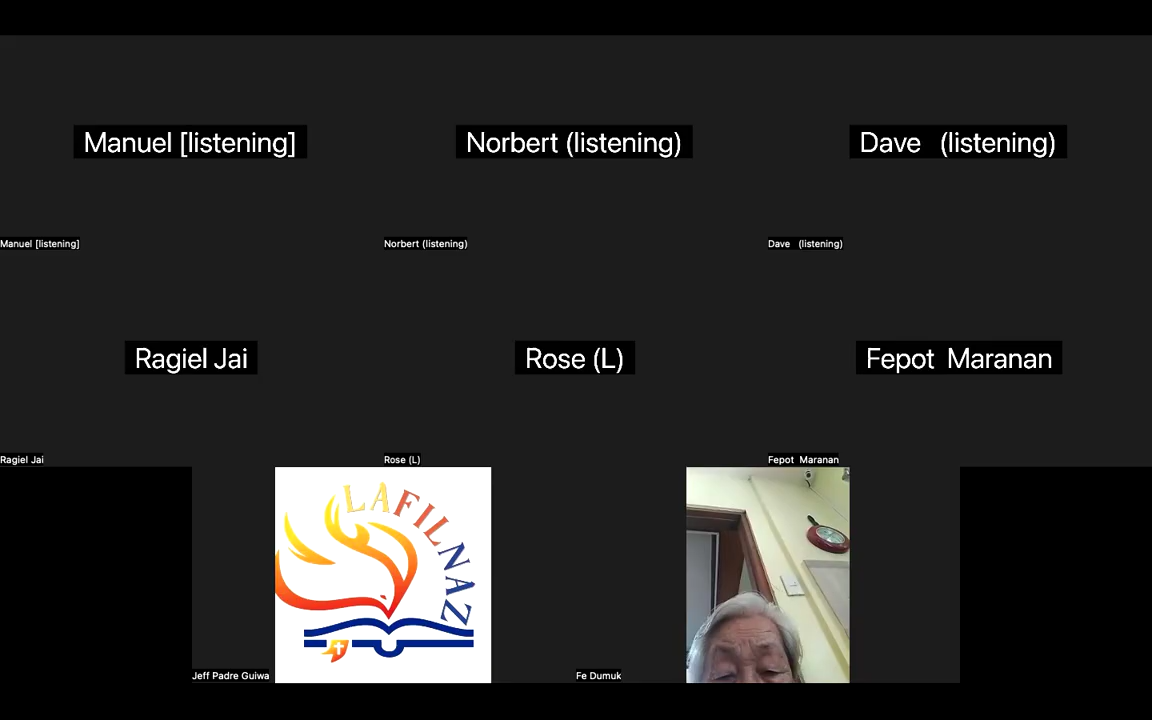 Manuel [listening]
Norbert (listening)
Dave (listening)
Manuel [listening]
Norbert (listening)
Dave (listening)
Ragiel Jai
Rose (L)
Fepot Maranan
Ragiel Jai
Rose (L)
Fepot Maranan
LAFILNAZ
Jeff Padre Guiwa
Fe Dumuk